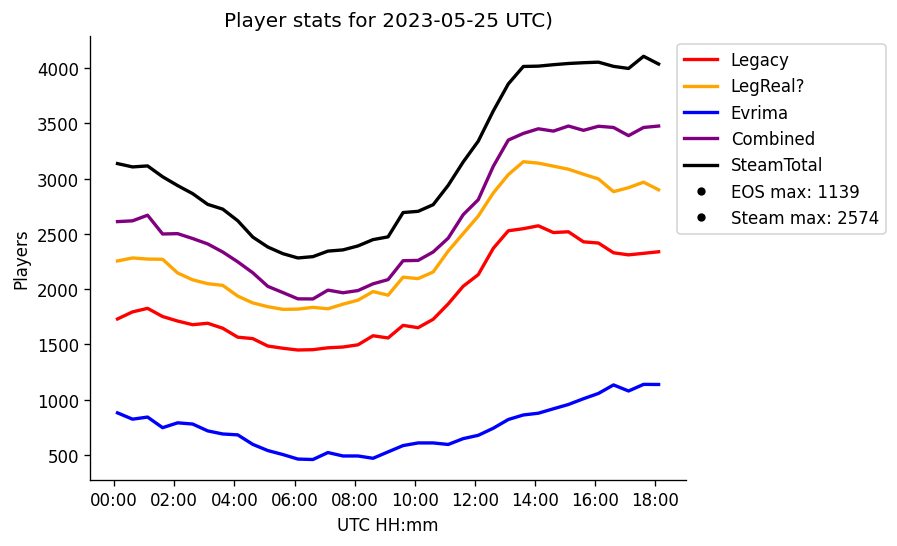 Player stats for 2023-05-25 UTC)
Players
4000
3500
3000
2500
2000
1500
1000
500
00:00 02:00 04:00 06:00 08:00 10:00 12:00 14:00 16:00 18:00
UTC HH:mm
Legacy
LegReal?
Evrima
Combined
SteamTotal
EOS max: 1139
Steam max: 2574